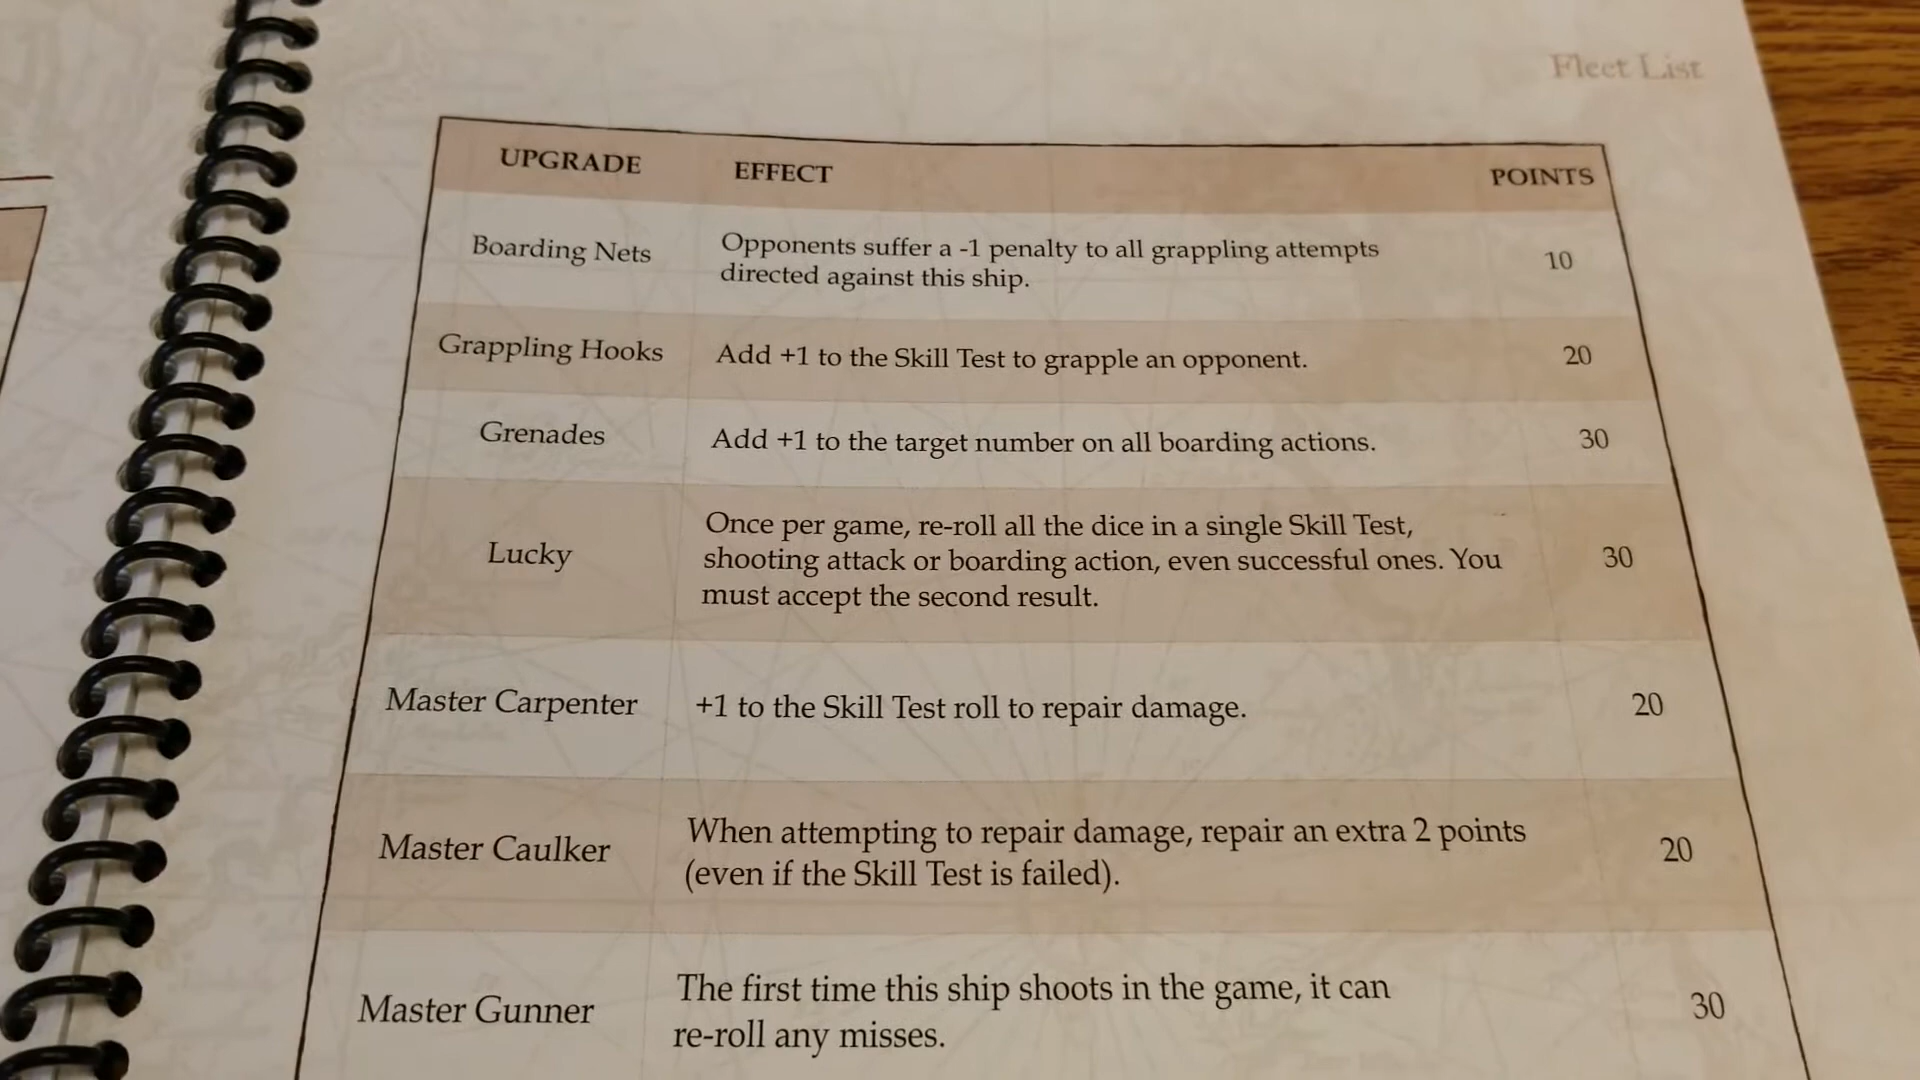 Fleet List
UPGRADE EFFECT POINTS
Boarding Nets Opponents suffer a -1 penalty to all grappling attempts 10
directed against this ship.
Grappling Hooks Add +1 to the Skill Test to grapple an opponent. 20
Grenades Add +1 to the target number on all boarding actions. 30
Once per game, re-roll all the dice in a single Skill Test,
Lucky shooting attack or boarding action, even successful ones. You 30
must accept the second result.
Master Carpenter +1 to the Skill Test roll to repair damage. 20
Master Caulker When attempting to repair damage, repair an extra 2 points 20
(even if the Skill Test is failed).
Master Gunner The first time this ship shoots in the game, it can 30
re-roll any misses.